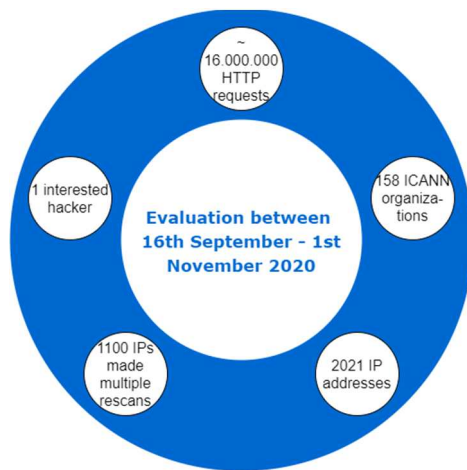 ~
16.000.000
HTTP
requests
1 interested
hacker
158 ICANN
organiza-
tions
Evaluation between
16th September - 1st
November 2020
1100 IPs
made
multiple
rescans
2021 IP
addresses